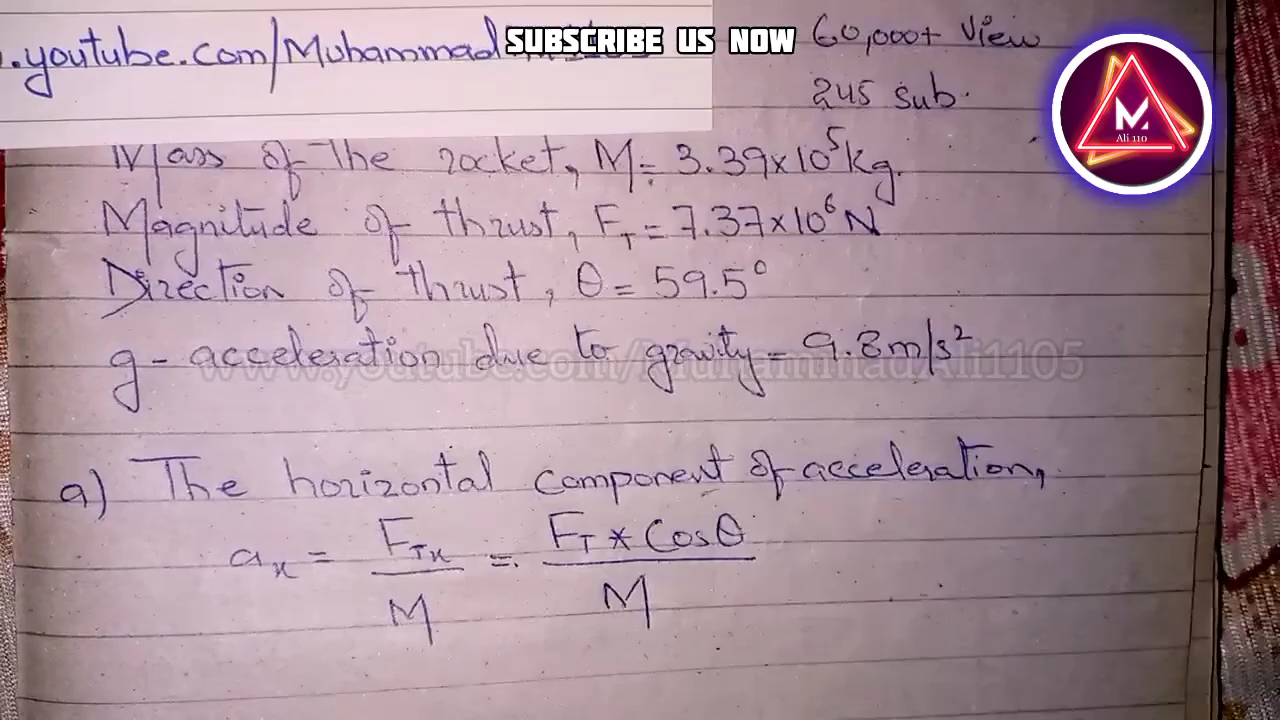 .youtube.com/Muhammad
SUBSCRIBE US NOW
60,000+ View
245 sub.
M
Ali 110
Mass of the rocket, M = 3.39×10⁵ kg.
Magnitude of thrust, F_T = 7.37×10⁶ N
Direction of thrust, θ = 59.5°
g - acceleration due to gravity - 9.8 m/s²
www.youtube.com/MuhammadAli1105
a) The horizontal component of acceleration,
a_x = F_Tx / M = F_T * Cosθ / M